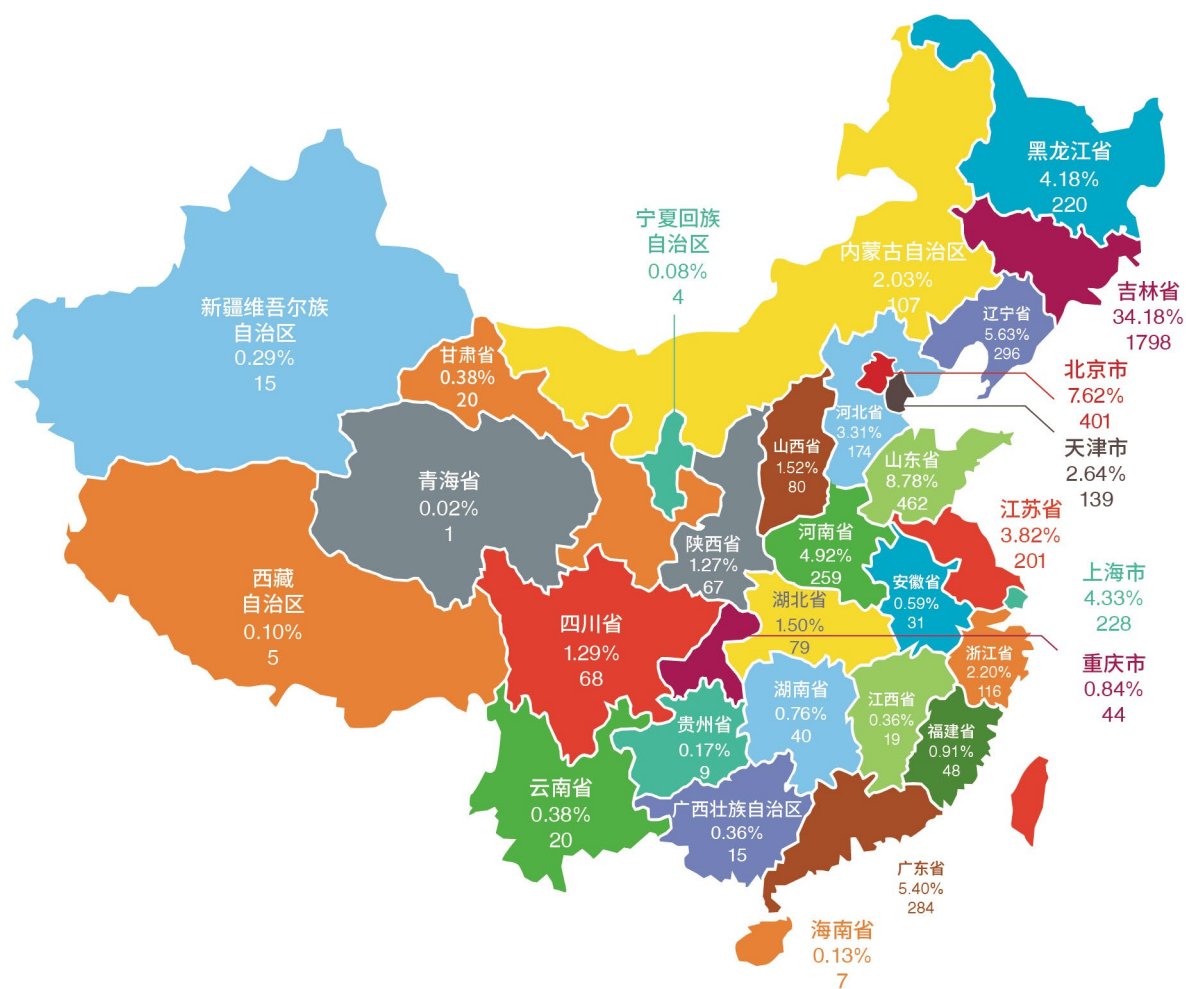 黑龙江省
4.18%
220
宁夏回族
自治区
0.08%
4
内蒙古自治区
2.03%
107
吉林省
34.18%
1798
新疆维吾尔族
自治区
0.29%
15
辽宁省
5.63%
296
甘肃省
0.38%
20
北京市
7.62%
401
河北省
3.31%
174
天津市
2.64%
139
山西省
1.52%
80
山东省
8.78%
462
青海省
0.02%
1
江苏省
3.82%
201
河南省
4.92%
259
陕西省
1.27%
67
西藏
自治区
0.10%
5
安徽省
0.59%
31
上海市
4.33%
228
湖北省
1.50%
79
四川省
1.29%
68
浙江省
2.20%
116
重庆市
0.84%
44
湖南省
0.76%
40
江西省
0.36%
19
贵州省
0.17%
9
福建省
0.91%
48
云南省
0.38%
20
广西壮族自治区
0.36%
15
广东省
5.40%
284
海南省
0.13%
7